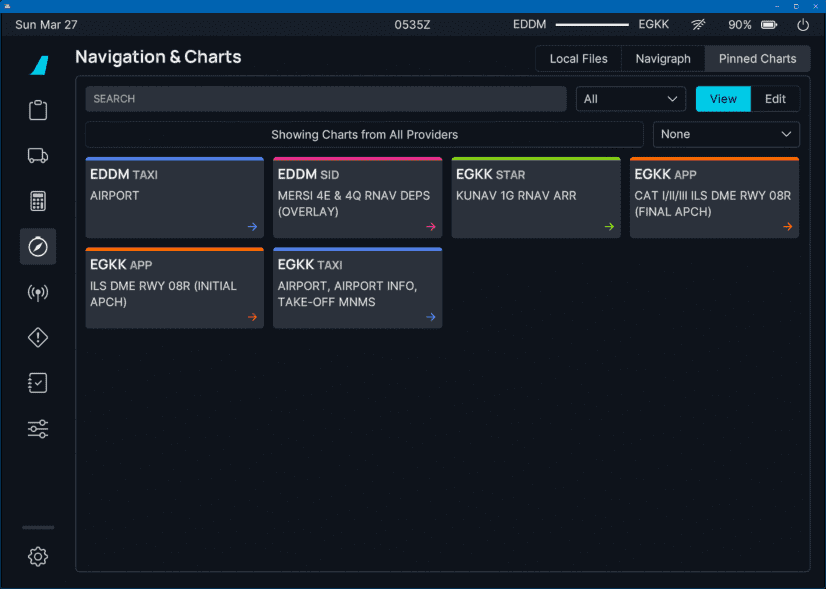 Sun Mar 27
0535Z
EDDM
EGKK
90%
Navigation & Charts
Local Files
Navigraph
Pinned Charts
SEARCH
All
View
Edit
Showing Charts from All Providers
None
EDDM TAXI
AIRPORT
EDDM SID
MERSI 4E & 4Q RNAV DEPS
(OVERLAY)
EGKK STAR
KUNAV 1G RNAV ARR
EGKK APP
CAT I/II/III ILS DME RWY 08R
(FINAL APCH)
EGKK APP
ILS DME RWY 08R (INITIAL
APCH)
EGKK TAXI
AIRPORT, AIRPORT INFO,
TAKE-OFF MNMS